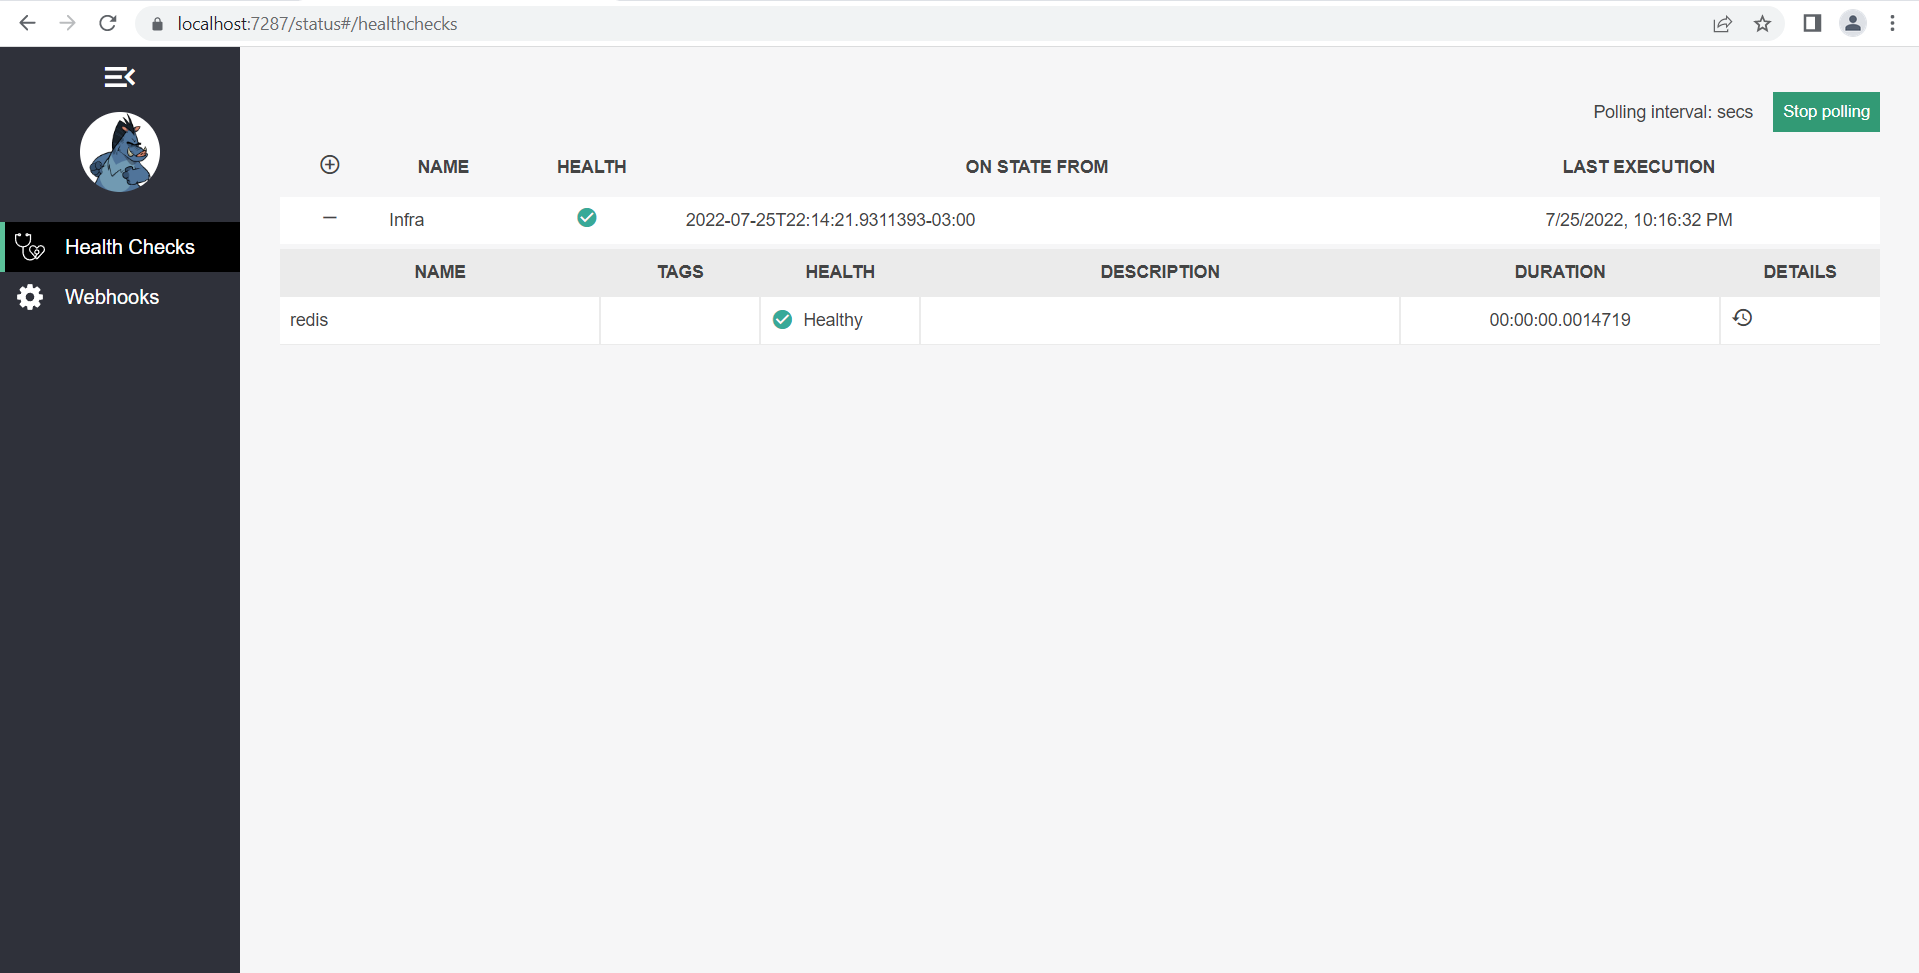 localhost:7287/status#/healthchecks
Polling interval: secs Stop polling
NAME HEALTH ON STATE FROM LAST EXECUTION
Infra 2022-07-25T22:14:21.9311393-03:00 7/25/2022, 10:16:32 PM
Health Checks
NAME TAGS HEALTH DESCRIPTION DURATION DETAILS
Webhooks
redis Healthy 00:00:00.0014719